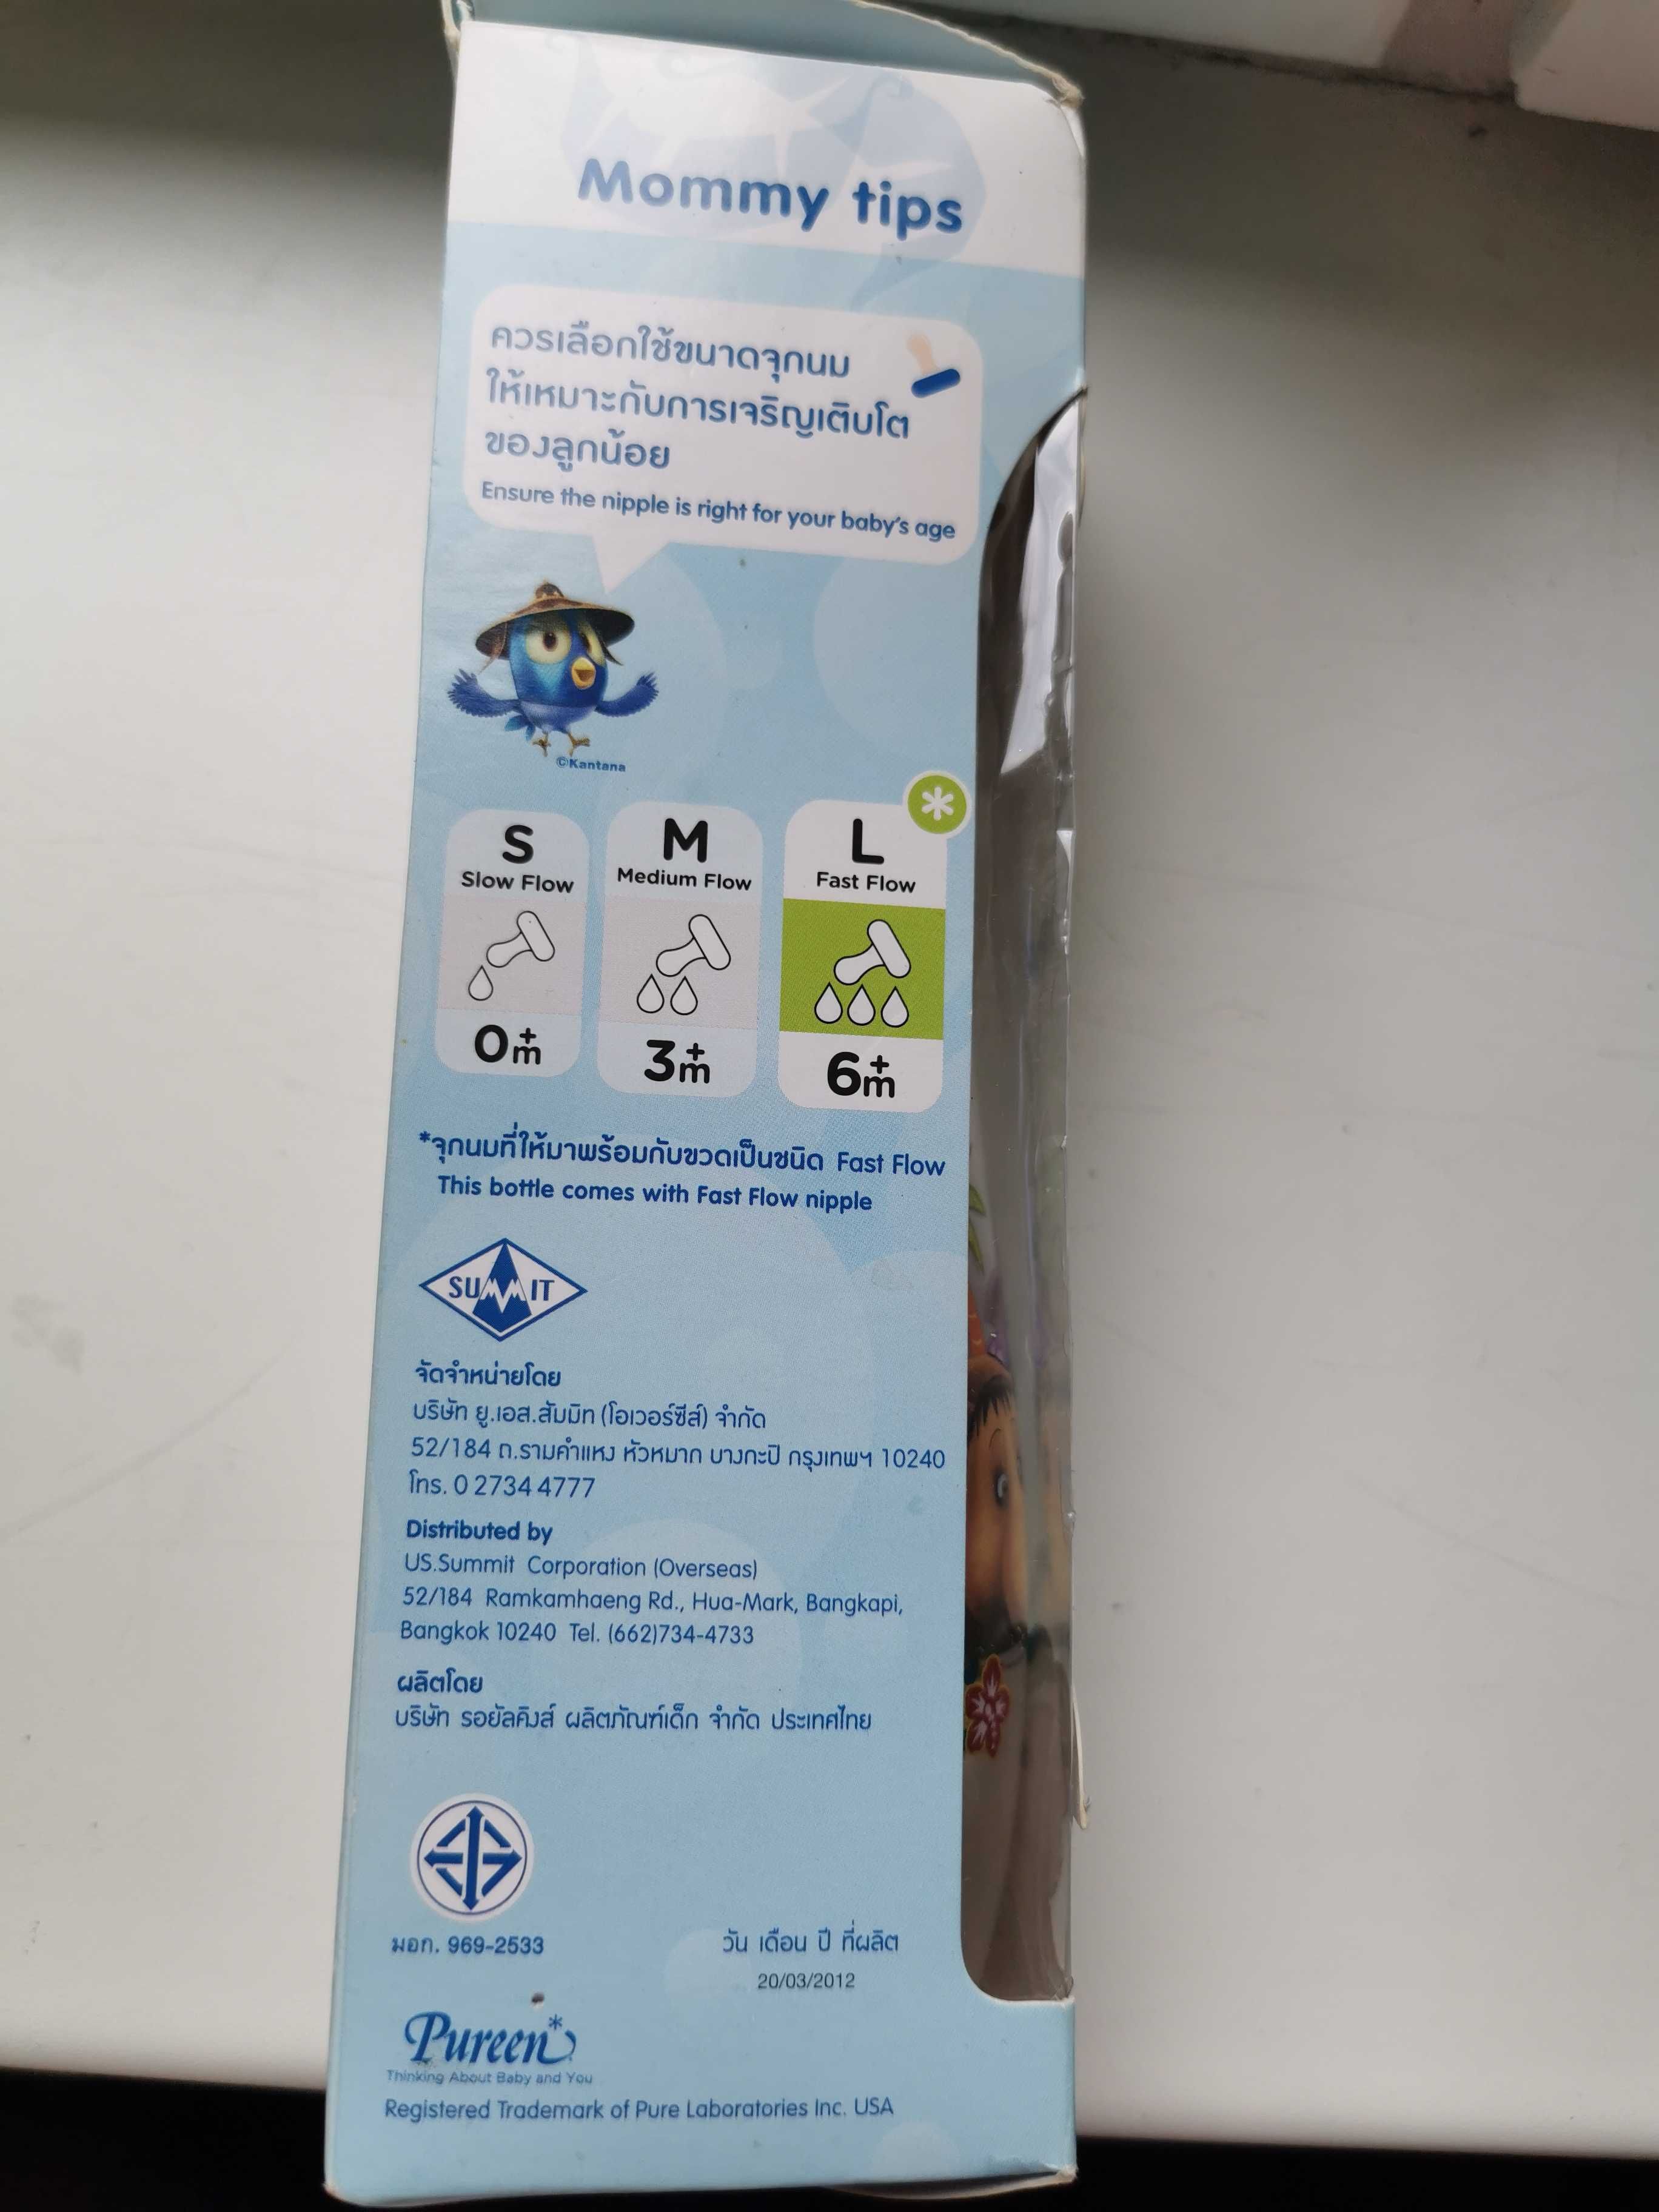 Mommy tips
ควรเลือกใช้ขนาดจุกนม
ให้เหมาะกับการเจริญเติบโต
ของลูกน้อย
Ensure the nipple is right for your baby's age
©Kantana
S
Slow Flow
0+m
M
Medium Flow
3+m
*
L
Fast Flow
6+m
*จุกนมที่ให้มาพร้อมกับขวดเป็นชนิด Fast Flow
This bottle comes with Fast Flow nipple
SUMMIT
จัดจำหน่ายโดย
บริษัท ยู.เอส.สัมมิท (โอเวอร์ซีส์) จำกัด
52/184 ถ.รามคำแหง หัวหมาก บางกะปิ กรุงเทพฯ 10240
โทร. 0 2734 4777
Distributed by
US.Summit Corporation (Overseas)
52/184 Ramkamhaeng Rd., Hua-Mark, Bangkapi,
Bangkok 10240 Tel. (662)734-4733
ผลิตโดย
บริษัท รอยัลคิงส์ ผลิตภัณฑ์เด็ก จำกัด ประเทศไทย
มอก. 969-2533
วัน เดือน ปี ที่ผลิต
20/03/2012
Pureen*
Thinking About Baby and You
Registered Trademark of Pure Laboratories Inc. USA